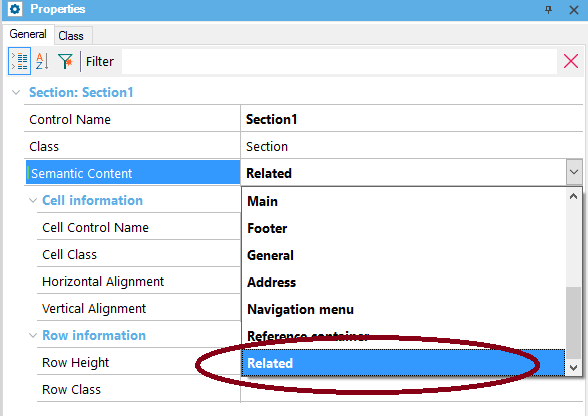 Properties
General Class
Filter
Section: Section1
Control Name Section1
Class Section
Semantic Content Related
Cell information Main
Cell Control Name Footer
Cell Class General
Horizontal Alignment Address
Vertical Alignment Navigation menu
Row information Reference container
Row Height Related
Row Class